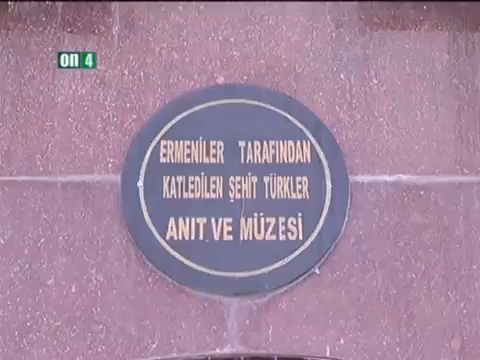 on 4
ERMENİLER TARAFINDAN
KATLEDİLEN ŞEHİT TÜRKLER
ANIT VE MÜZESİ